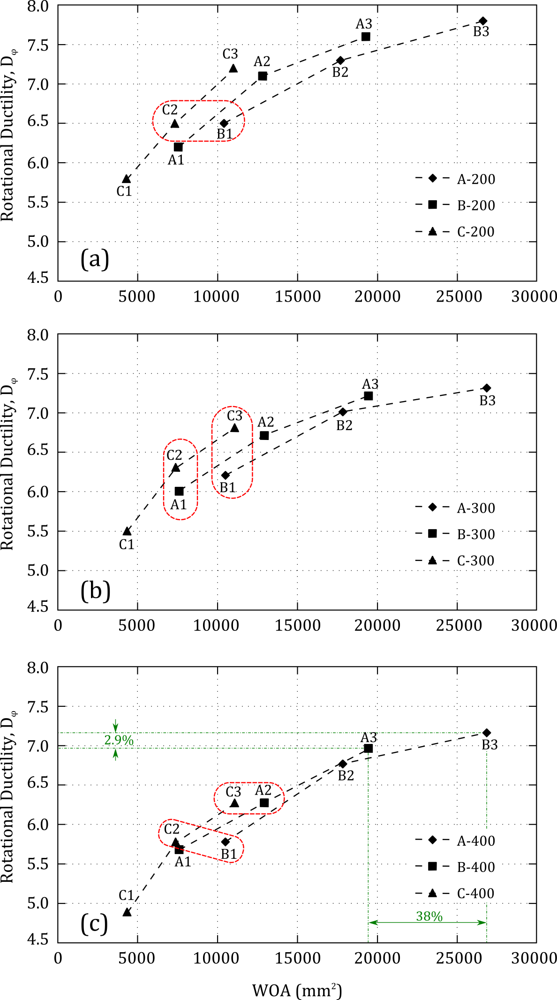 8.0
7.5
7.0
6.5
6.0
5.5
5.0
4.5
Rotational Ductility, Dφ
A3
B3
C3
A2
B2
C2
B1
A1
C1
A-200
B-200
C-200
(a)
0 5000 10000 15000 20000 25000 30000
8.0
7.5
7.0
6.5
6.0
5.5
5.0
4.5
Rotational Ductility, Dφ
A3
B3
C3
A2
B2
C2
B1
A1
C1
A-300
B-300
C-300
(b)
0 5000 10000 15000 20000 25000 30000
8.0
7.5
7.0
6.5
6.0
5.5
5.0
4.5
Rotational Ductility, Dφ
2.9%
A3
B3
B2
C3
A2
C2
B1
A1
C1
A-400
B-400
C-400
38%
(c)
0 5000 10000 15000 20000 25000 30000
WOA (mm²)